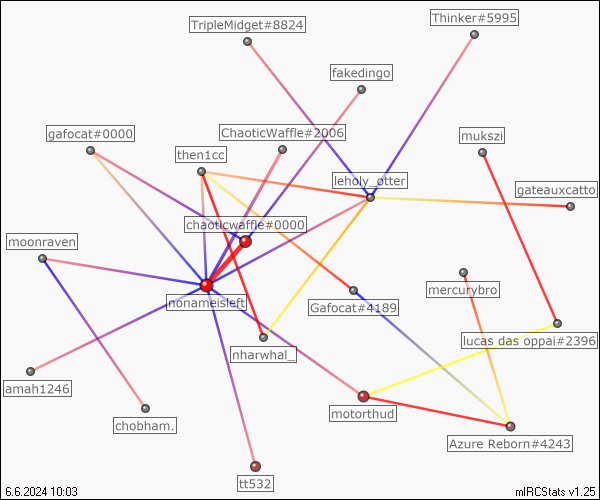 TripleMidget#8824
Thinker#5995
fakedingo
gafocat#0000
ChaoticWaffle#2006
mukszi
then1cc
leholy_otter
gateauxcatto
chaoticwaffle#0000
moonraven
mercurybro
nonameisleft
Gafocat#4189
lucas das oppai#2396
nharwhal_
amah1246
motorthud
chobham.
Azure Reborn#4243
tt532
6.6.2024 10:03
mIRCStats v1.25